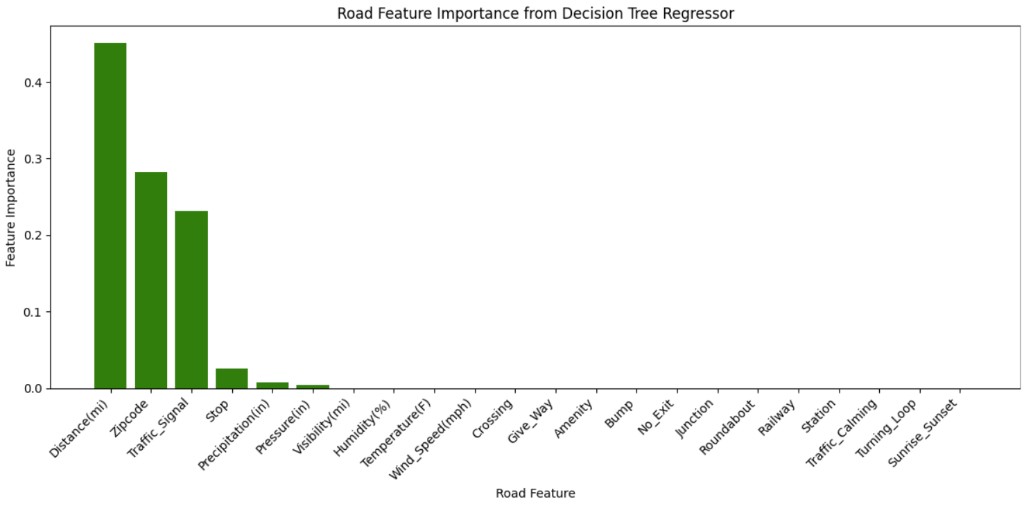 Road Feature Importance from Decision Tree Regressor
Feature Importance
0.4
0.3
0.2
0.1
0.0
Distance(mi)
Zipcode
Traffic_Signal
Stop
Precipitation(in)
Pressure(in)
Visibility(mi)
Humidity(%)
Temperature(F)
Wind_Speed(mph)
Crossing
Give_Way
Amenity
Bump
No_Exit
Junction
Roundabout
Railway
Station
Traffic_Calming
Turning_Loop
Sunrise_Sunset
Road Feature